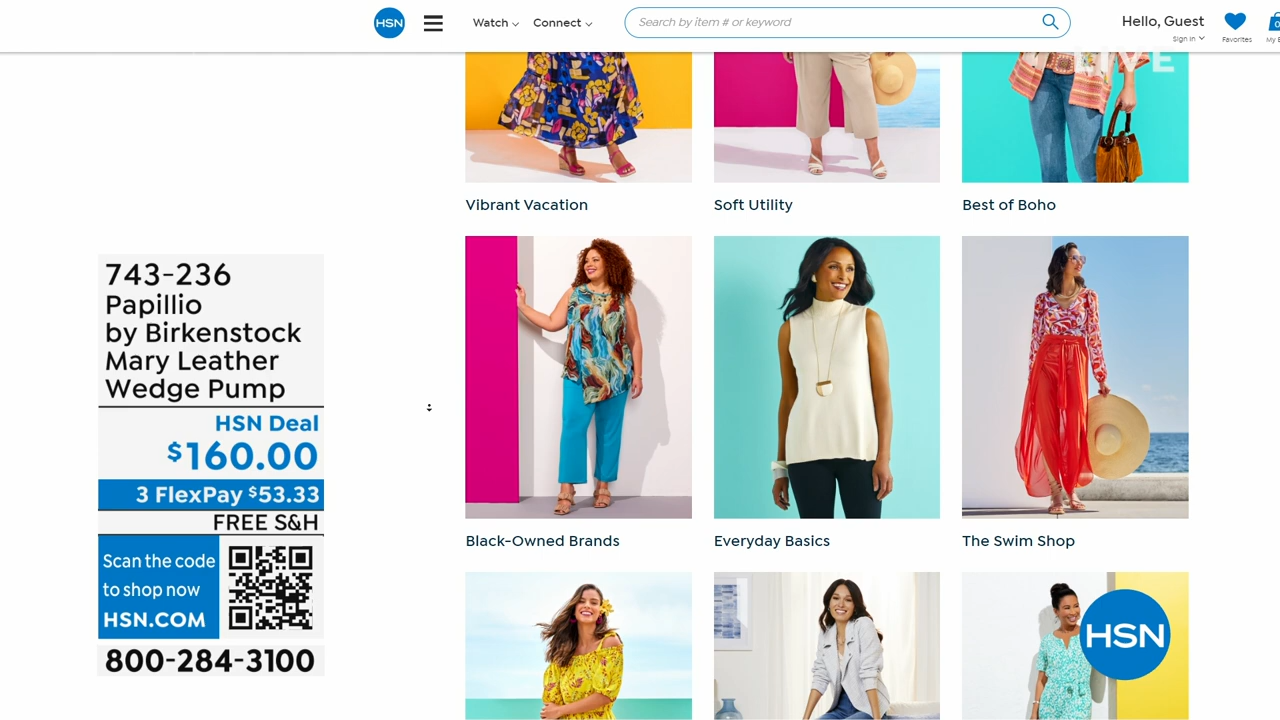 HSN
Watch
Connect
Search by item # or keyword
Hello, Guest
Sign In
Favorites
0
LIVE
Vibrant Vacation
Soft Utility
Best of Boho
743-236
Papillio
by Birkenstock
Mary Leather
Wedge Pump
HSN Deal
$160.00
3 FlexPay $53.33
FREE S&H
Scan the code
to shop now
HSN.COM
800-284-3100
Black-Owned Brands
Everyday Basics
The Swim Shop
HSN